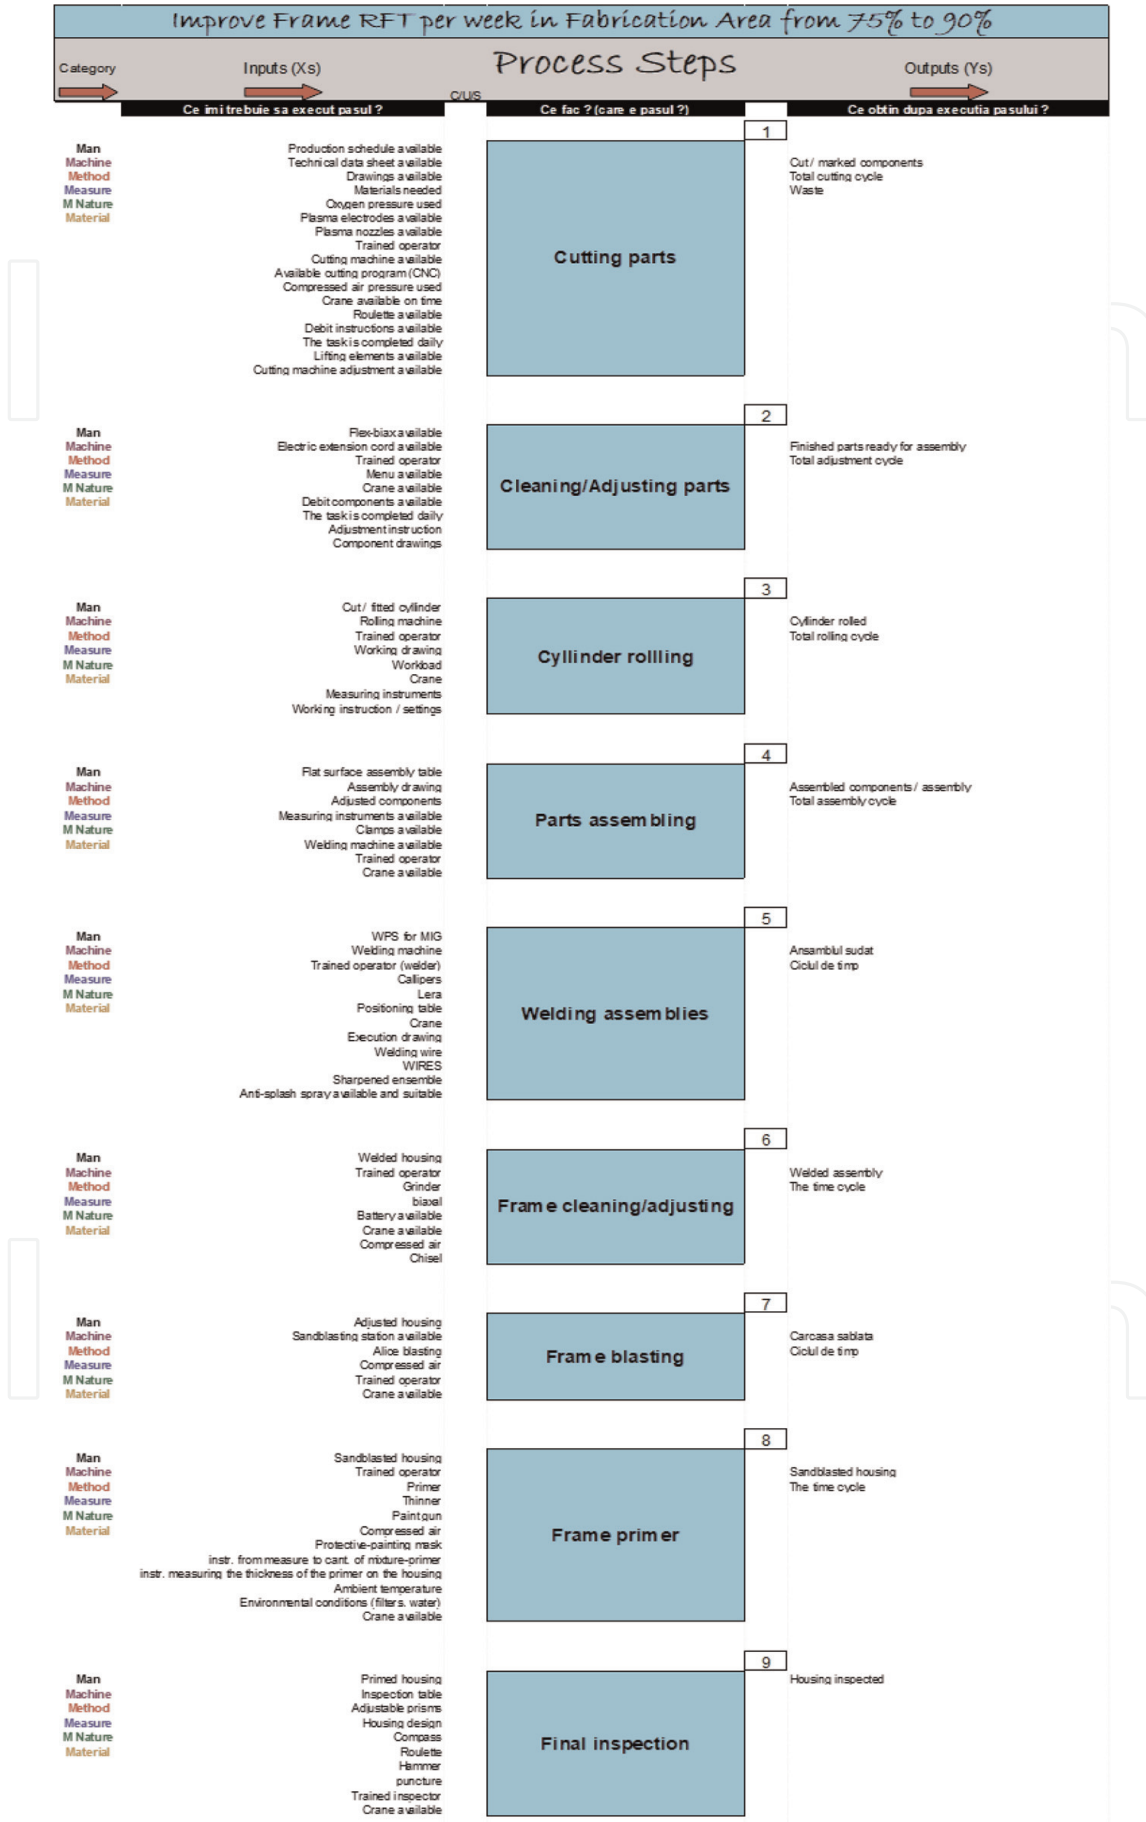 Improve Frame RFT per week in Fabrication Area from 75% to 90%
Process Steps
Category
Inputs (Xs)
Outputs (Ys)
C/U/S
Ce imi trebuie sa execut pasul ?
Ce fac ? (care e pasul ?)
Ce obtin dupa executia pasului ?
1
Man
Machine
Method
Measure
M Nature
Material
Production schedule available
Technical data sheet available
Drawings available
Materials needed
Oxygen pressure used
Plasma electrodes available
Plasma nozzles available
Trained operator
Cutting machine available
Available cutting program (CNC)
Compressed air pressure used
Crane available on time
Roulette available
Debit instructions available
The task is completed daily
Lifting elements available
Cutting machine adjustment available
Cutting parts
Cut / marked components
Total cutting cycle
Waste
2
Man
Machine
Method
Measure
M Nature
Material
Flex-biax available
Electric extension cord available
Trained operator
Menu available
Crane available
Debit components available
The task is completed daily
Adjustment instruction
Component drawings
Cleaning/Adjusting parts
Finished parts ready for assembly
Total adjustment cycle
3
Man
Machine
Method
Measure
M Nature
Material
Cut / fitted cyllinder
Rolling machine
Trained operator
Working drawing
Workload
Crane
Measuring instruments
Working instruction / settings
Cyllinder rollling
Cyllinder rolled
Total rolling cycle
4
Man
Machine
Method
Measure
M Nature
Material
Flat surface assembly table
Assembly drawing
Adjusted components
Measuring instruments available
Clamps available
Welding machine available
Trained operator
Crane available
Parts assembling
Assembled components / assembly
Total assembly cycle
5
Man
Machine
Method
Measure
M Nature
Material
WPS for MIG
Welding machine
Trained operator (welder)
Callipers
Lera
Positioning table
Crane
Execution drawing
Welding wire
WIRES
Sharpened ensemble
Anti-splash spray available and suitable
Welding assemblies
Ansamblul sudat
Ciclul de timp
6
Man
Machine
Method
Measure
M Nature
Material
Welded housing
Trained operator
Grinder
biaxal
Battery available
Crane available
Compressed air
Chisel
Frame cleaning/adjusting
Welded assembly
The time cycle
7
Man
Machine
Method
Measure
M Nature
Material
Adjusted housing
Sandblasting station available
Alice blasting
Compressed air
Trained operator
Crane available
Frame blasting
Carcasa sablata
Ciclul de timp
8
Man
Machine
Method
Measure
M Nature
Material
Sandblasted housing
Trained operator
Primer
Thinner
Paint gun
Compressed air
Protective-painting mask
instr. from measure to cant. of mixture-primer
instr. measuring the thickness of the primer on the housing
Ambient temperature
Environmental conditions (filters. water)
Crane available
Frame primer
Sandblasted housing
The time cycle
9
Man
Machine
Method
Measure
M Nature
Material
Primed housing
Inspection table
Adjustable prisms
Housing design
Compass
Roulette
Hammer
puncture
Trained inspector
Crane available
Final inspection
Housing inspected